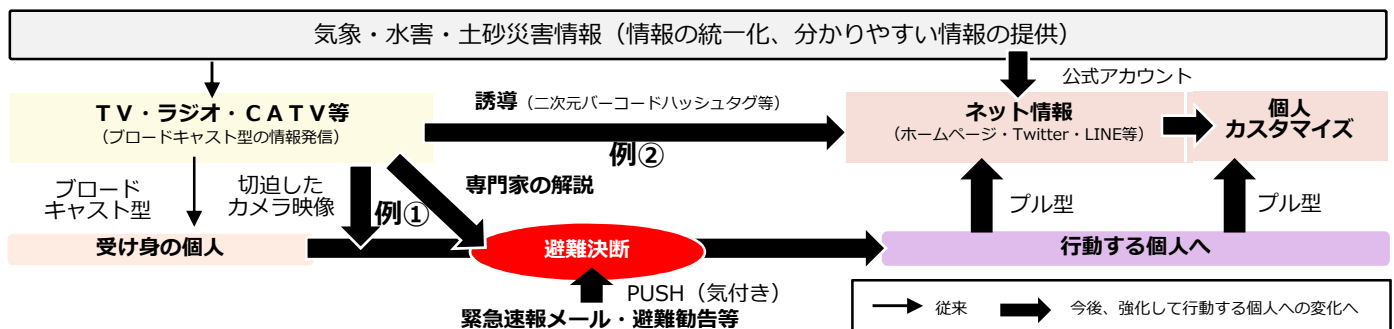 気象・水害・土砂災害情報（情報の統一化、分かりやすい情報の提供）
公式アカウント
ＴＶ・ラジオ・ＣＡＴＶ等
（ブロードキャスト型の情報発信）
誘導（二次元バーコードハッシュタグ等）
例②
ネット情報
（ホームページ・Twitter・LINE等）
個人
カスタマイズ
ブロード
キャスト型
切迫した
カメラ映像
例①
専門家の解説
プル型
プル型
受け身の個人
避難決断
行動する個人へ
PUSH（気付き）
緊急速報メール・避難勧告等
従来
今後、強化して行動する個人への変化へ